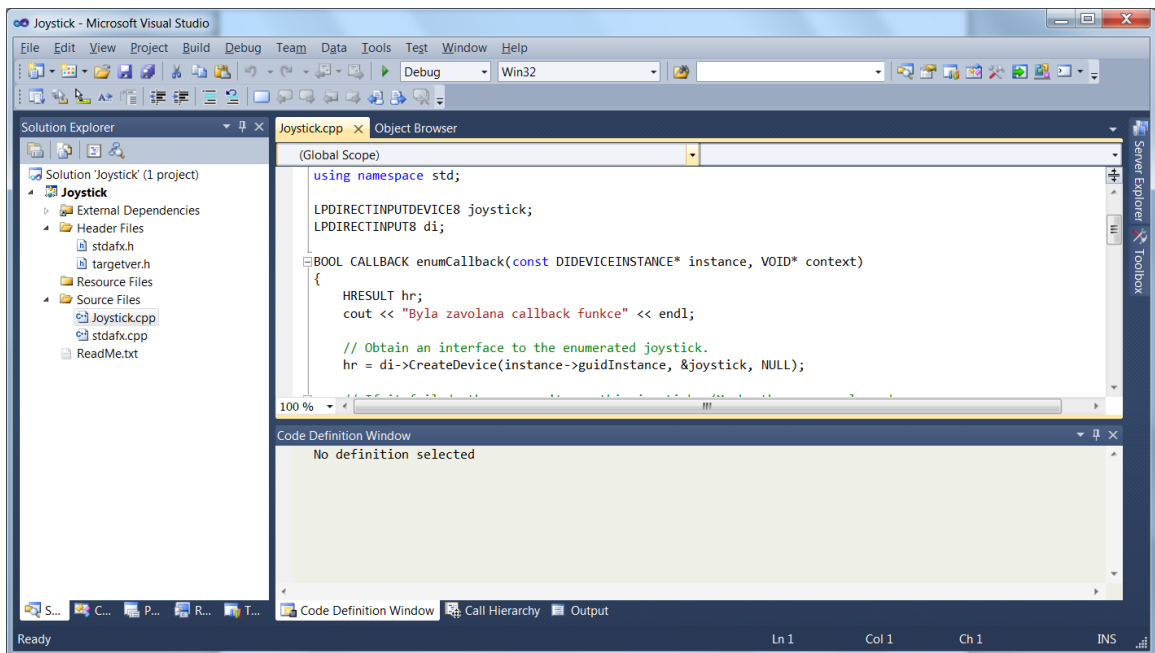 Joystick - Microsoft Visual Studio
File Edit View Project Build Debug Team Data Tools Test Window Help
Debug Win32
Solution Explorer
Joystick.cpp Object Browser
(Global Scope)
Solution 'Joystick' (1 project)
Joystick
External Dependencies
Header Files
stdafx.h
targetver.h
Resource Files
Source Files
Joystick.cpp
stdafx.cpp
ReadMe.txt
using namespace std;
LPDIRECTINPUTDEVICE8 joystick;
LPDIRECTINPUT8 di;
BOOL CALLBACK enumCallback(const DIDEVICEINSTANCE* instance, VOID* context)
{
HRESULT hr;
cout << "Byla zavolana callback funkce" << endl;
// Obtain an interface to the enumerated joystick.
hr = di->CreateDevice(instance->guidInstance, &joystick, NULL);
100 %
Code Definition Window
No definition selected
Server Explorer
Toolbox
S... C... P... R... T...
Code Definition Window Call Hierarchy Output
Ready Ln 1 Col 1 Ch 1 INS